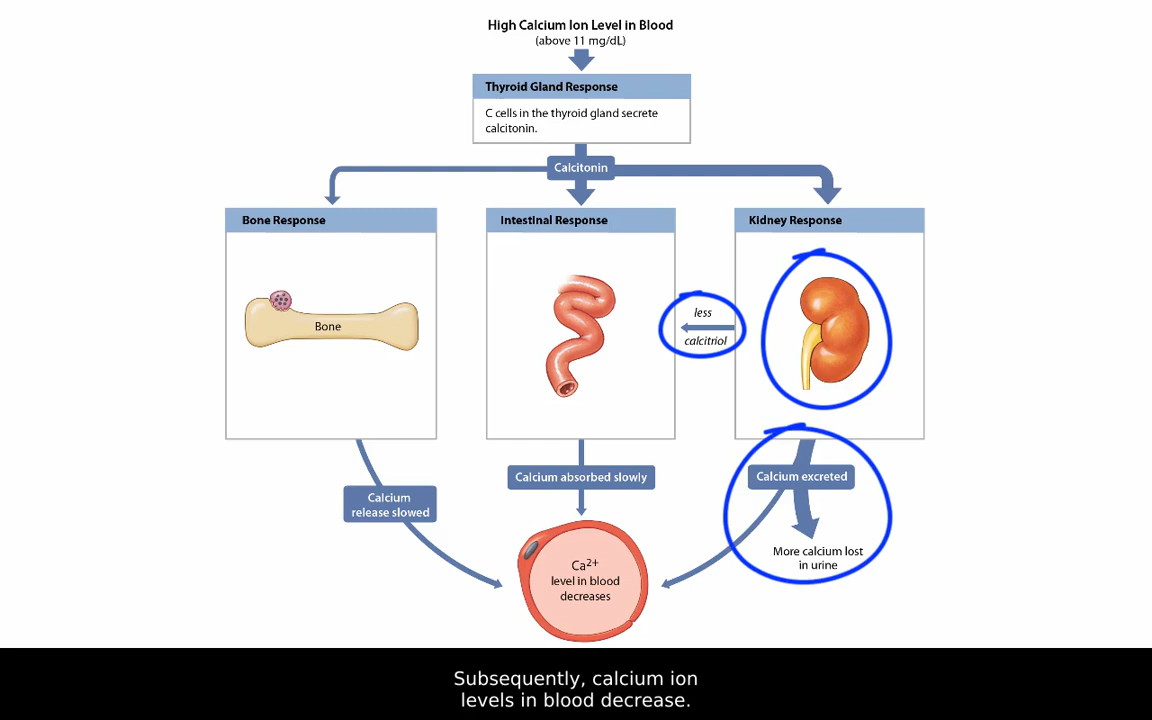 High Calcium Ion Level in Blood
(above 11 mg/dL)
Thyroid Gland Response
C cells in the thyroid gland secrete
calcitonin.
Calcitonin
Bone Response
Intestinal Response
Kidney Response
Bone
less
calcitriol
Calcium
release slowed
Calcium absorbed slowly
Calcium excreted
More calcium lost
in urine
Ca²⁺
level in blood
decreases
Subsequently, calcium ion
levels in blood decrease.